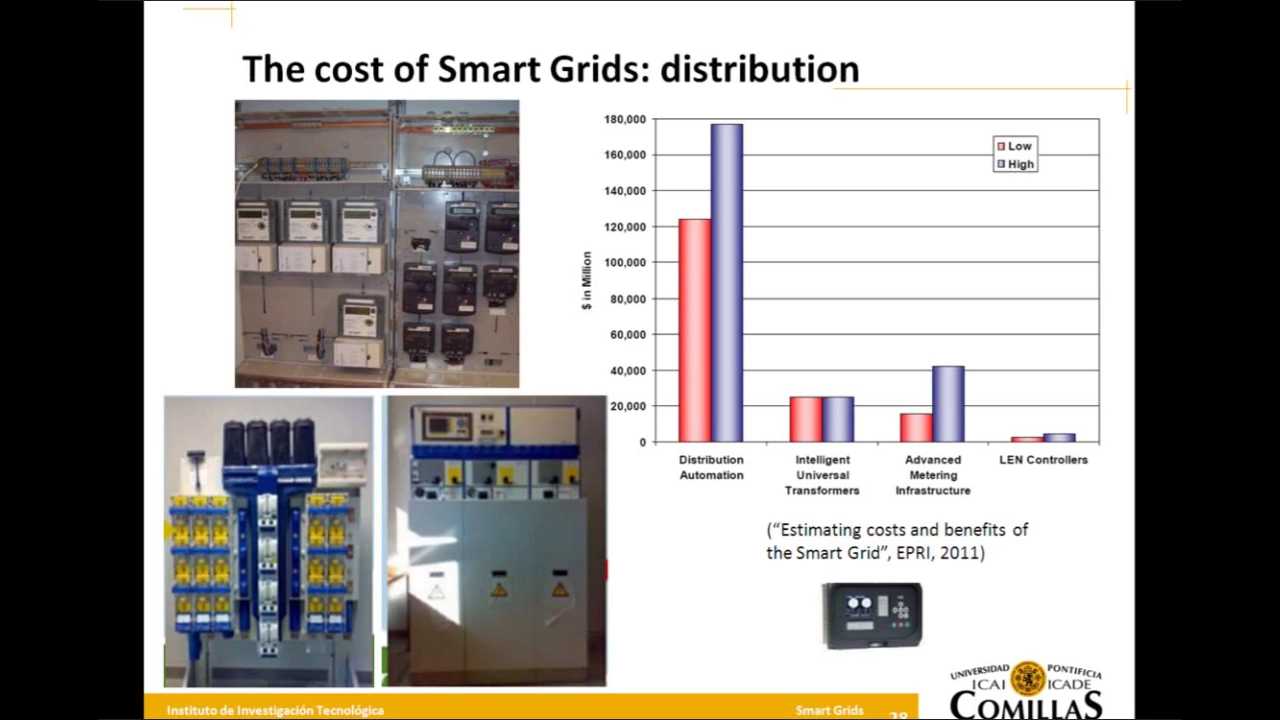 The cost of Smart Grids: distribution
180,000
160,000
140,000
120,000
100,000
80,000
60,000
40,000
20,000
0
$ in Million
Low
High
Distribution
Automation
Intelligent
Universal
Transformers
Advanced
Metering
Infrastructure
LEN Controllers
(“Estimating costs and benefits of
the Smart Grid”, EPRI, 2011)
Instituto de Investigación Tecnológica
Smart Grids
UNIVERSIDAD PONTIFICIA
ICAI ICADE
COMILLAS